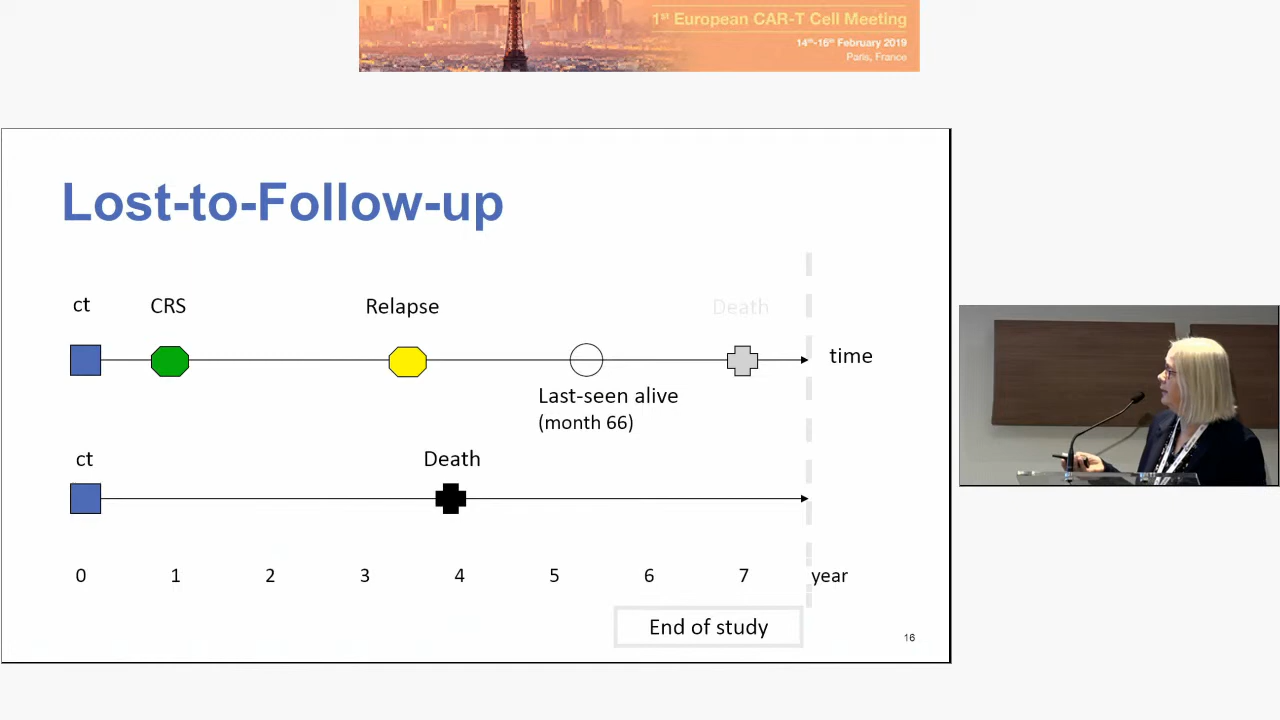 1st European CAR-T Cell Meeting
14th-16th February 2019
Paris, France
Lost-to-Follow-up
ct CRS Relapse Death
time
Last-seen alive
(month 66)
ct Death
0 1 2 3 4 5 6 7 year
End of study
16